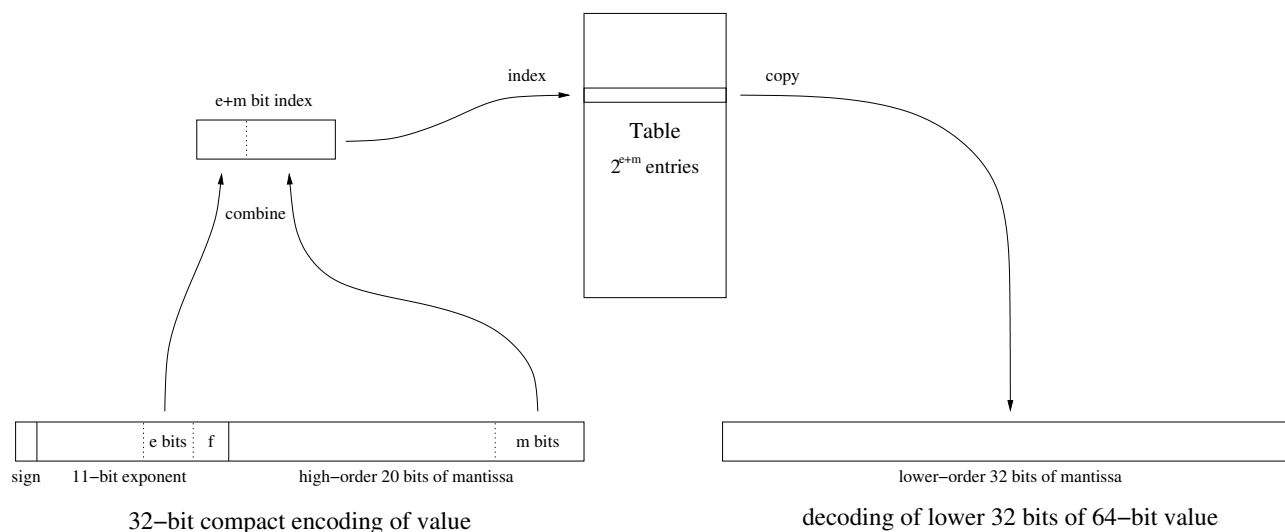 index
copy
e+m bit index
Table
2^{e+m} entries
combine
e bits
f
m bits
sign
11−bit exponent
high−order 20 bits of mantissa
lower−order 32 bits of mantissa
32−bit compact encoding of value
decoding of lower 32 bits of 64−bit value